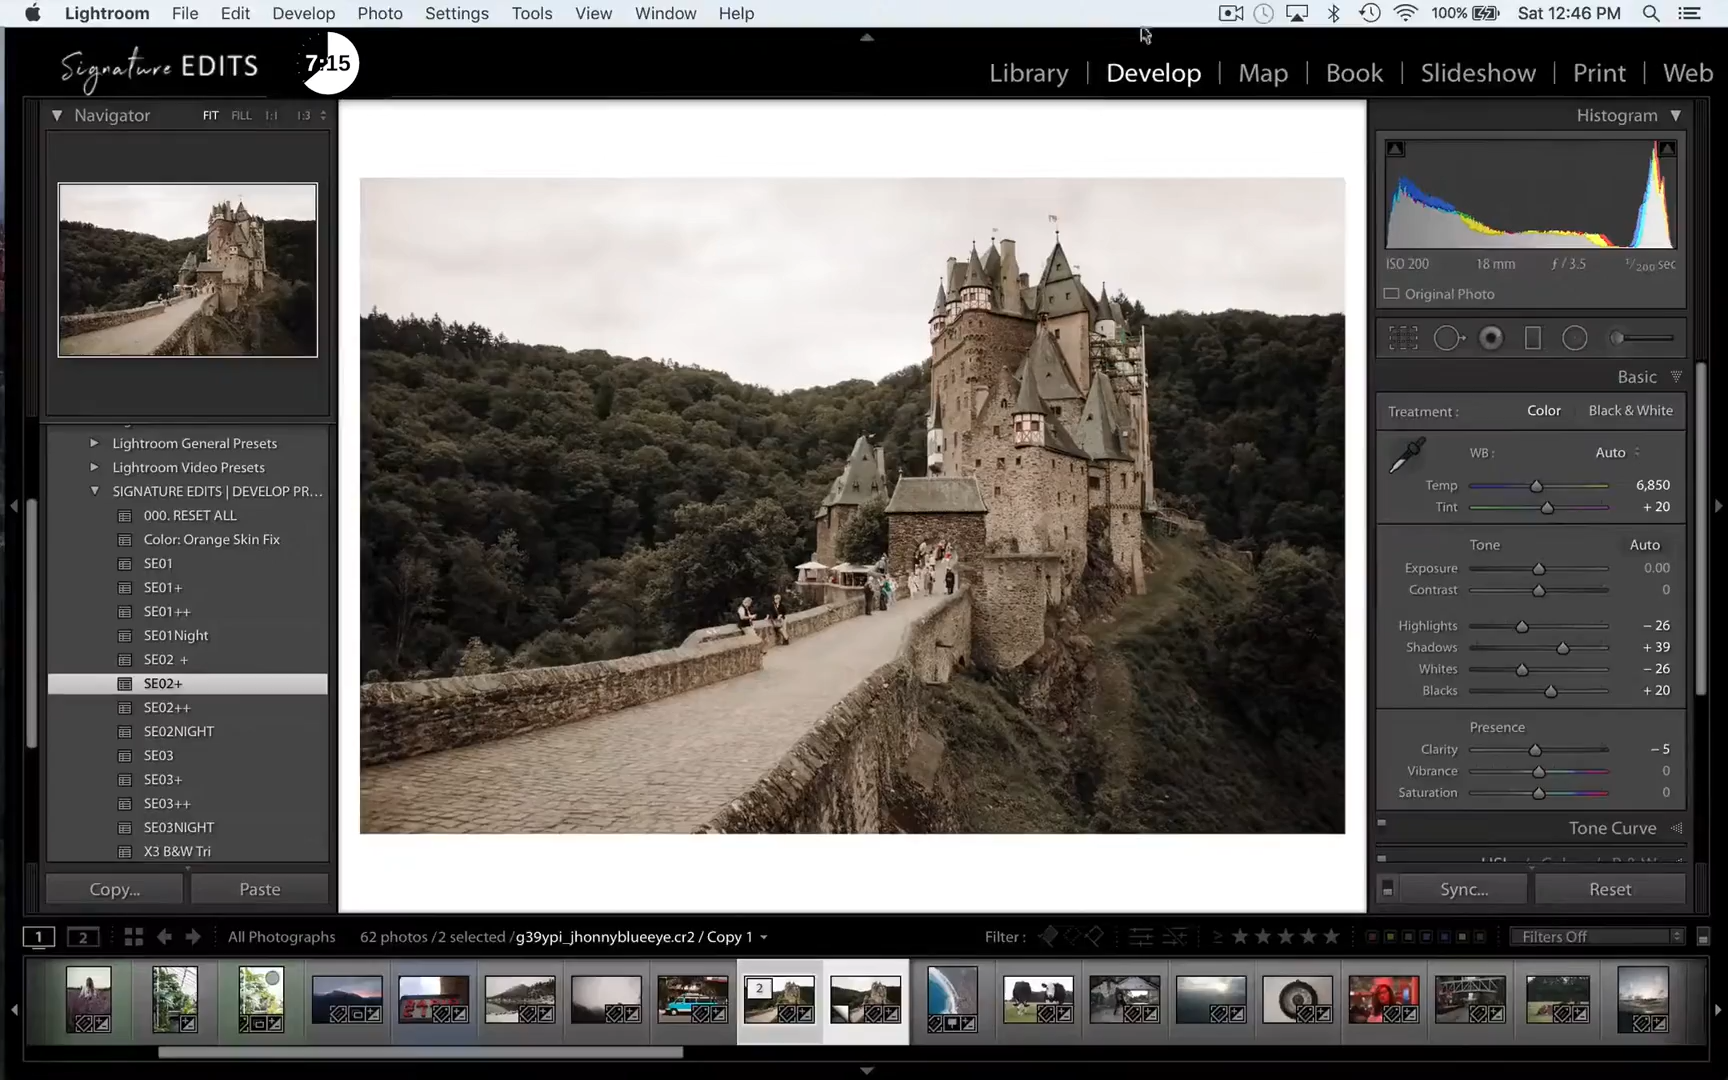 Lightroom File Edit Develop Photo Settings Tools View Window Help 100% Sat 12:46 PM
Signature EDITS 7:15
Library | Develop | Map | Book | Slideshow | Print | Web
Navigator FIT FILL 1:1 1:3
Lightroom General Presets
Lightroom Video Presets
SIGNATURE EDITS | DEVELOP PR...
000. RESET ALL
Color: Orange Skin Fix
SE01
SE01+
SE01++
SE01Night
SE02 +
SE02+
SE02++
SE02NIGHT
SE03
SE03+
SE03++
SE03NIGHT
X3 B&W Tri
Copy... Paste
Histogram
ISO 200 18 mm ƒ / 3.5 1/200 sec
Original Photo
Basic
Treatment : Color Black & White
WB : Auto
Temp 6,850
Tint + 20
Tone Auto
Exposure 0.00
Contrast 0
Highlights – 26
Shadows + 39
Whites – 26
Blacks + 20
Presence
Clarity – 5
Vibrance 0
Saturation 0
Tone Curve
Sync... Reset
1 2 All Photographs 62 photos /2 selected /g39ypi_jhonnyblueeye.cr2 / Copy 1 Filter : Filters Off
2